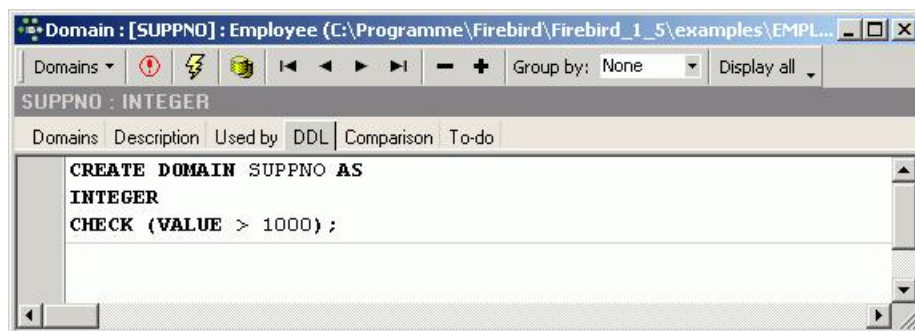 Domain : [SUPPNO] : Employee (C:\Programme\Firebird\Firebird_1_5\examples\EMPL...
Domains Group by: None Display all
SUPPNO : INTEGER
Domains Description Used by DDL Comparison To-do
CREATE DOMAIN SUPPNO AS
INTEGER
CHECK (VALUE > 1000);